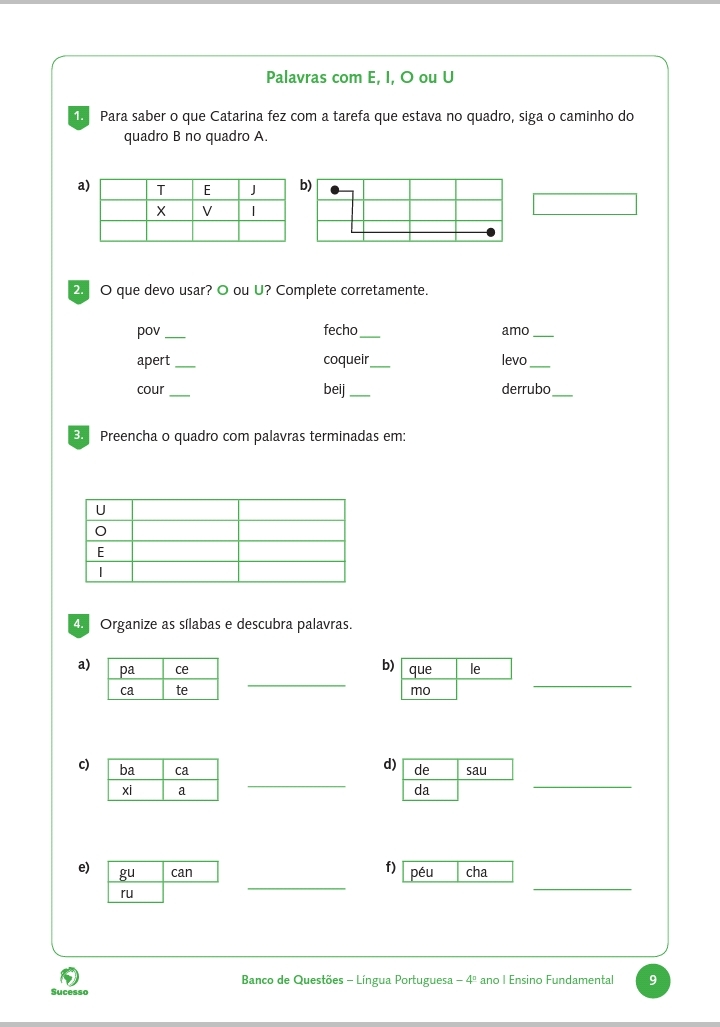 Palavras com E, I, O ou U
1. Para saber o que Catarina fez com a tarefa que estava no quadro, siga o caminho do
quadro B no quadro A.
a) T E J b)
X V I
2. O que devo usar? O ou U? Complete corretamente.
pov ___ fecho___ amo ___
apert ___ coqueir___ levo ___
cour ___ beij ___ derrubo___
3. Preencha o quadro com palavras terminadas em:
U
O
E
I
4. Organize as sílabas e descubra palavras.
a) pa ce b) que le
ca te mo
c) ba ca d) de sau
xi a da
e) gu can f) péu cha
ru
Sucesso Banco de Questões – Língua Portuguesa – 4º ano I Ensino Fundamental 9